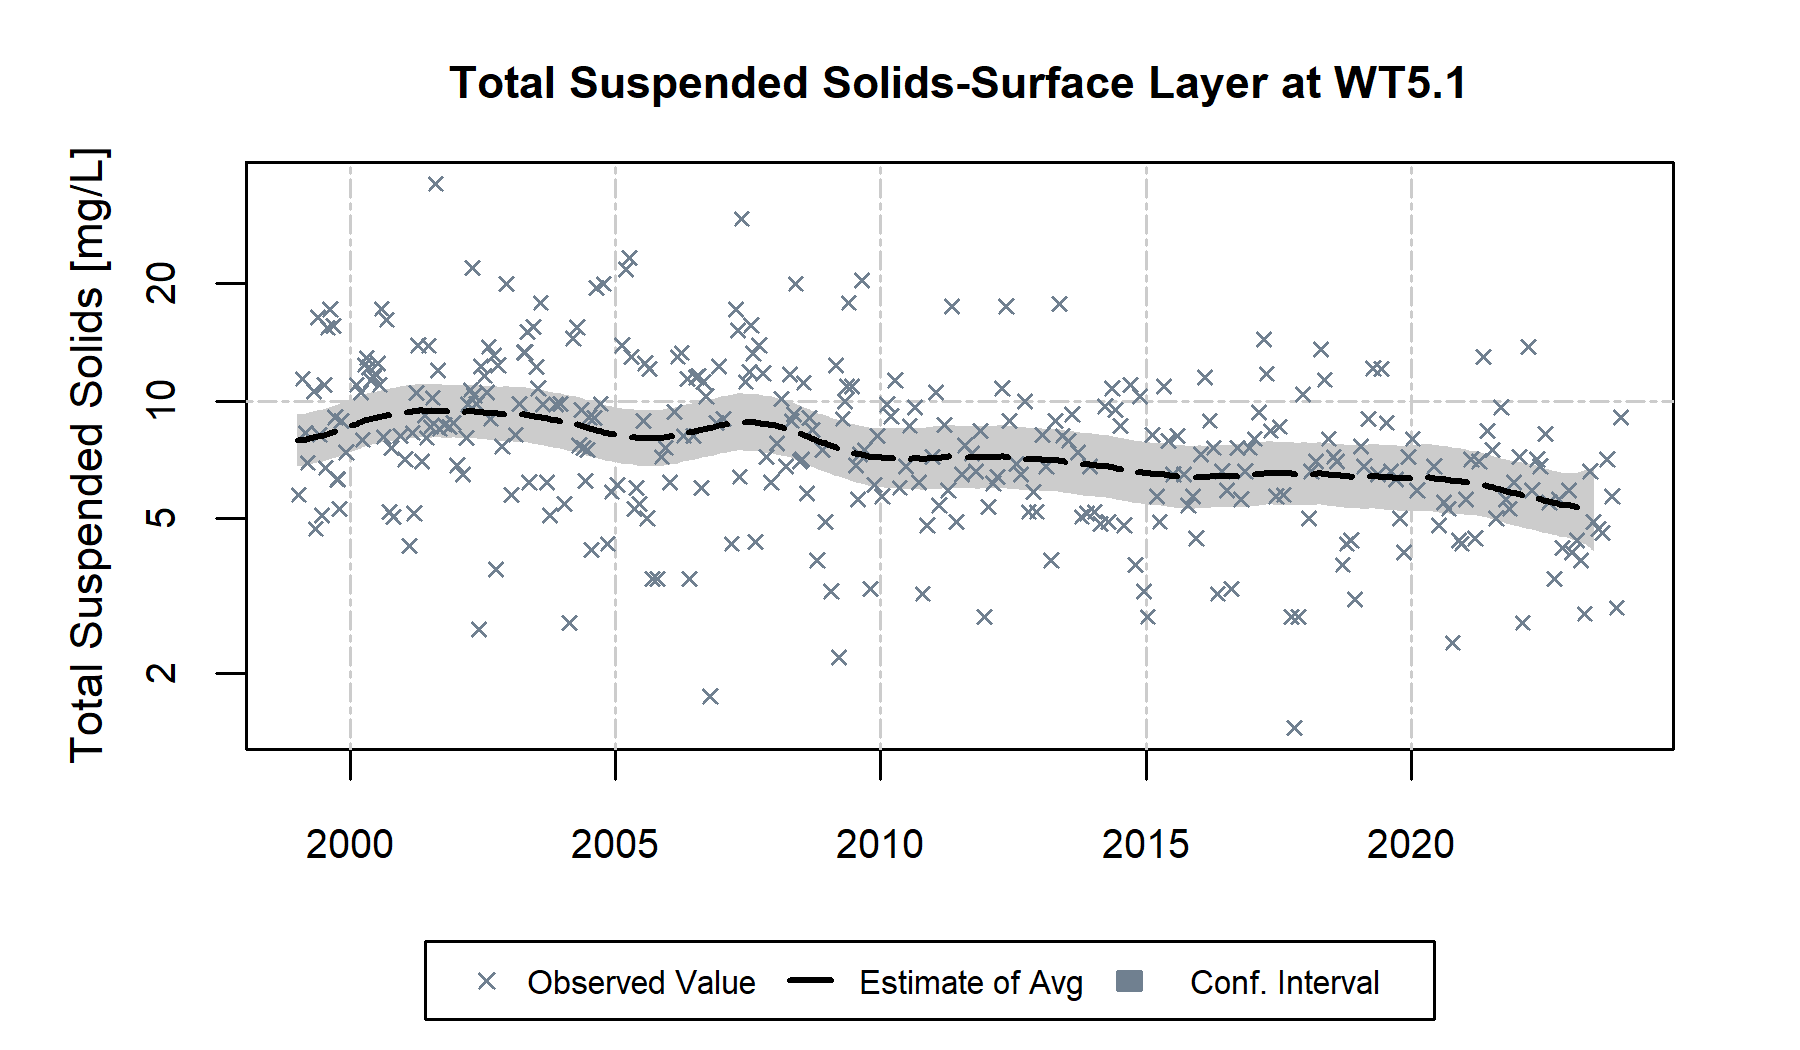 Total Suspended Solids-Surface Layer at WT5.1
Total Suspended Solids [mg/L]
20
10
5
2
2000 2005 2010 2015 2020
Observed Value Estimate of Avg Conf. Interval